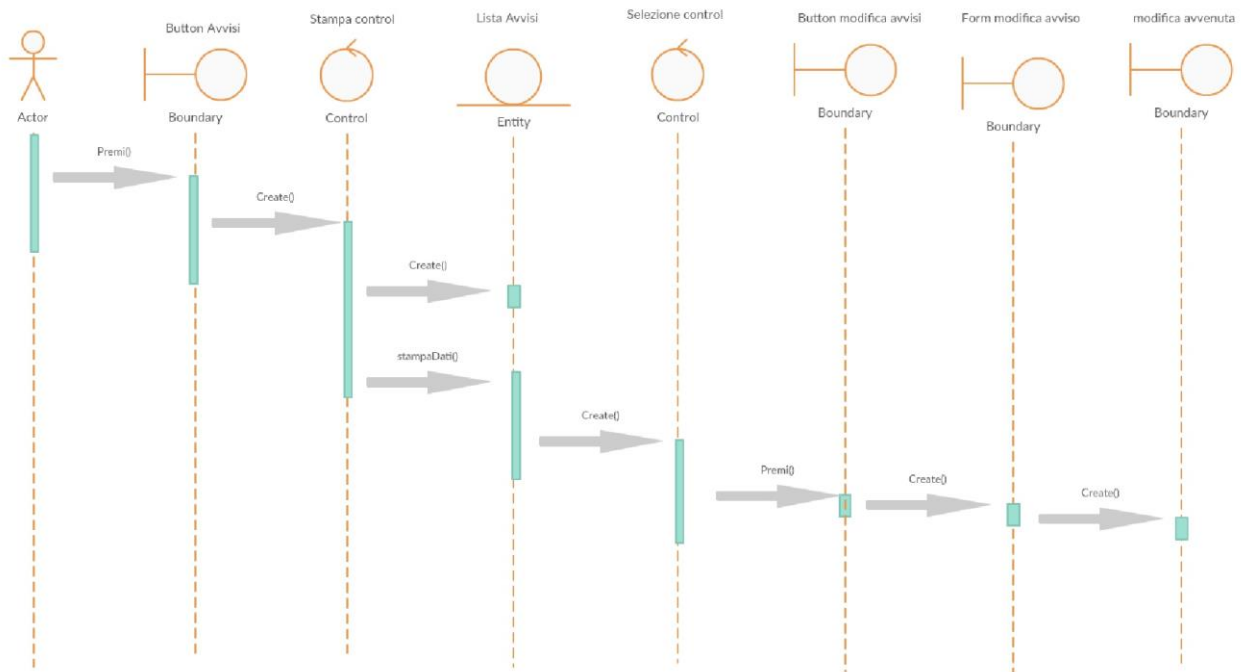 Button Avvisi
Stampa control
Lista Avvisi
Selezione control
Button modifica avvisi
Form modifica avviso
modifica avvenuta
Actor
Boundary
Control
Entity
Control
Boundary
Boundary
Boundary
Premi()
Create()
Create()
stampaDati()
Create()
Premi()
Create()
Create()